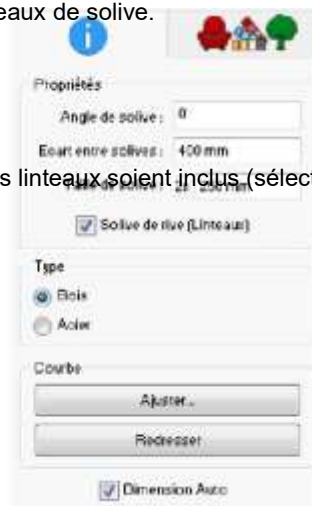 eaux de solive.
Propriétés
Angle de solive : 0
Ecart entre solives : 400 mm
s linteaux soient inclus (sélect
Solive de rive (Linteaux)
Type
Bois
Acier
Courbe
Ajuster...
Redresser
Dimension Auto